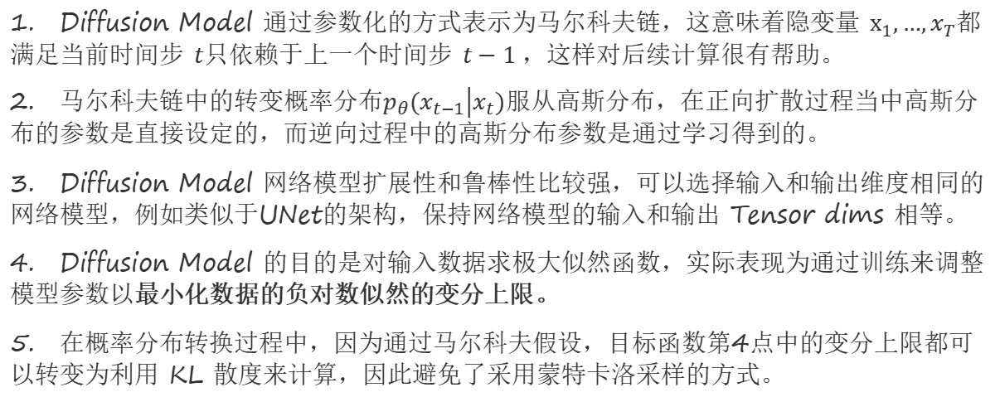 1. Diffusion Model 通过参数化的方式表示为马尔科夫链，这意味着隐变量 x₁, …, x_T都
满足当前时间步 t只依赖于上一个时间步 t − 1 ，这样对后续计算很有帮助。
2. 马尔科夫链中的转变概率分布p_θ(x_{t−1}|x_t)服从高斯分布，在正向扩散过程当中高斯分
布的参数是直接设定的，而逆向过程中的高斯分布参数是通过学习得到的。
3. Diffusion Model 网络模型扩展性和鲁棒性比较强，可以选择输入和输出维度相同的
网络模型，例如类似于UNet的架构，保持网络模型的输入和输出 Tensor dims 相等。
4. Diffusion Model 的目的是对输入数据求极大似然函数，实际表现为通过训练来调整
模型参数以最小化数据的负对数似然的变分上限。
5. 在概率分布转换过程中，因为通过马尔科夫假设，目标函数第4点中的变分上限都可
以转变为利用 KL 散度来计算，因此避免了采用蒙特卡洛采样的方式。